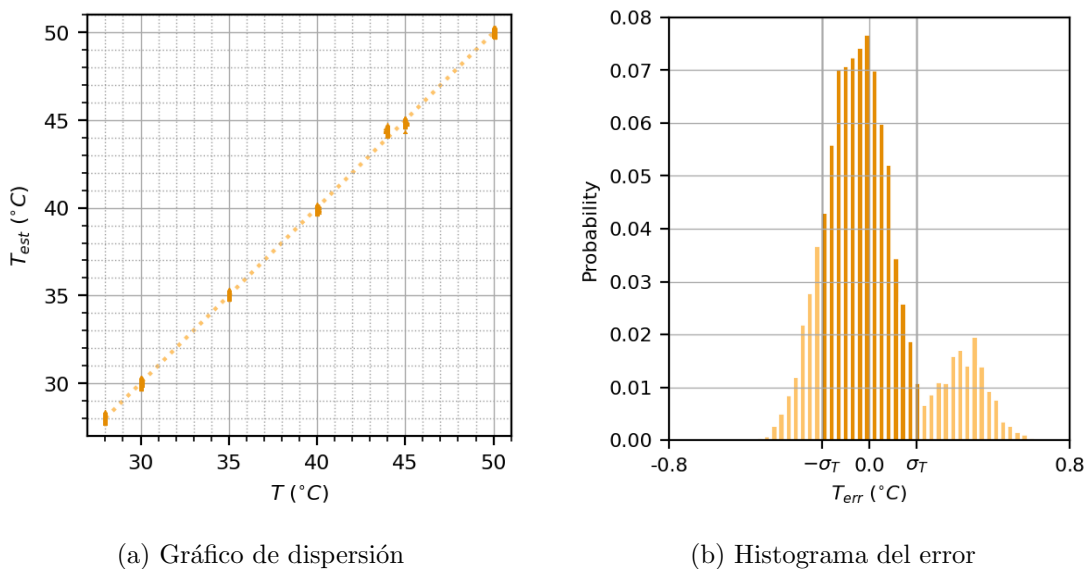 50
45
40
35
30
T_est (°C)
30
35
40
45
50
T (°C)
(a) Gráfico de dispersión
0.08
0.07
0.06
0.05
0.04
0.03
0.02
0.01
0.00
Probability
-0.8
−σ_T
0.0
σ_T
0.8
T_err (°C)
(b) Histograma del error